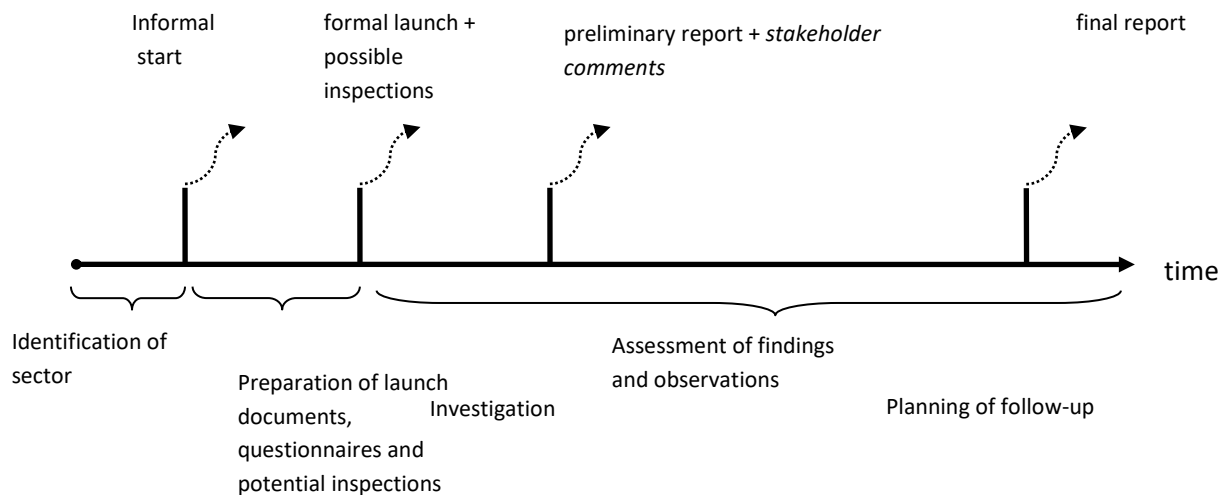 Informal
start
formal launch +
possible
inspections
preliminary report + stakeholder
comments
final report
time
Identification of
sector
Preparation of launch
documents,
questionnaires and
potential inspections
Investigation
Assessment of findings
and observations
Planning of follow-up